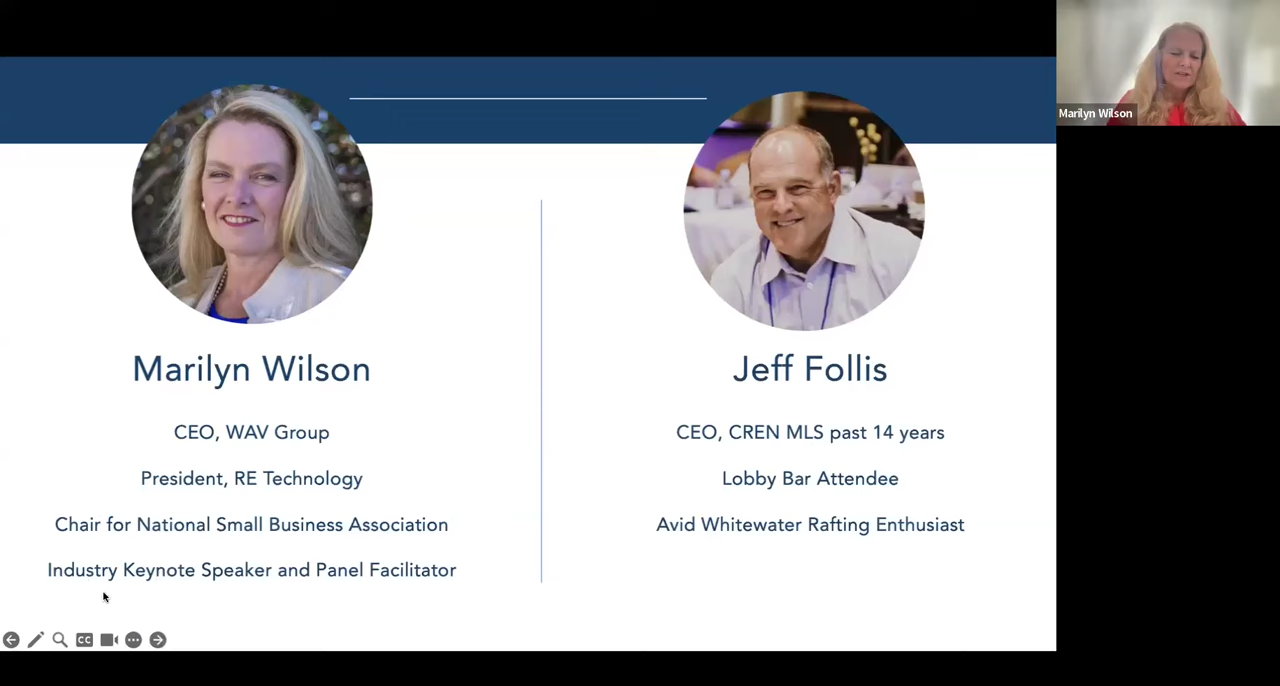 Marilyn Wilson
CEO, WAV Group
President, RE Technology
Chair for National Small Business Association
Industry Keynote Speaker and Panel Facilitator
Jeff Follis
CEO, CREN MLS past 14 years
Lobby Bar Attendee
Avid Whitewater Rafting Enthusiast
Marilyn Wilson
CC